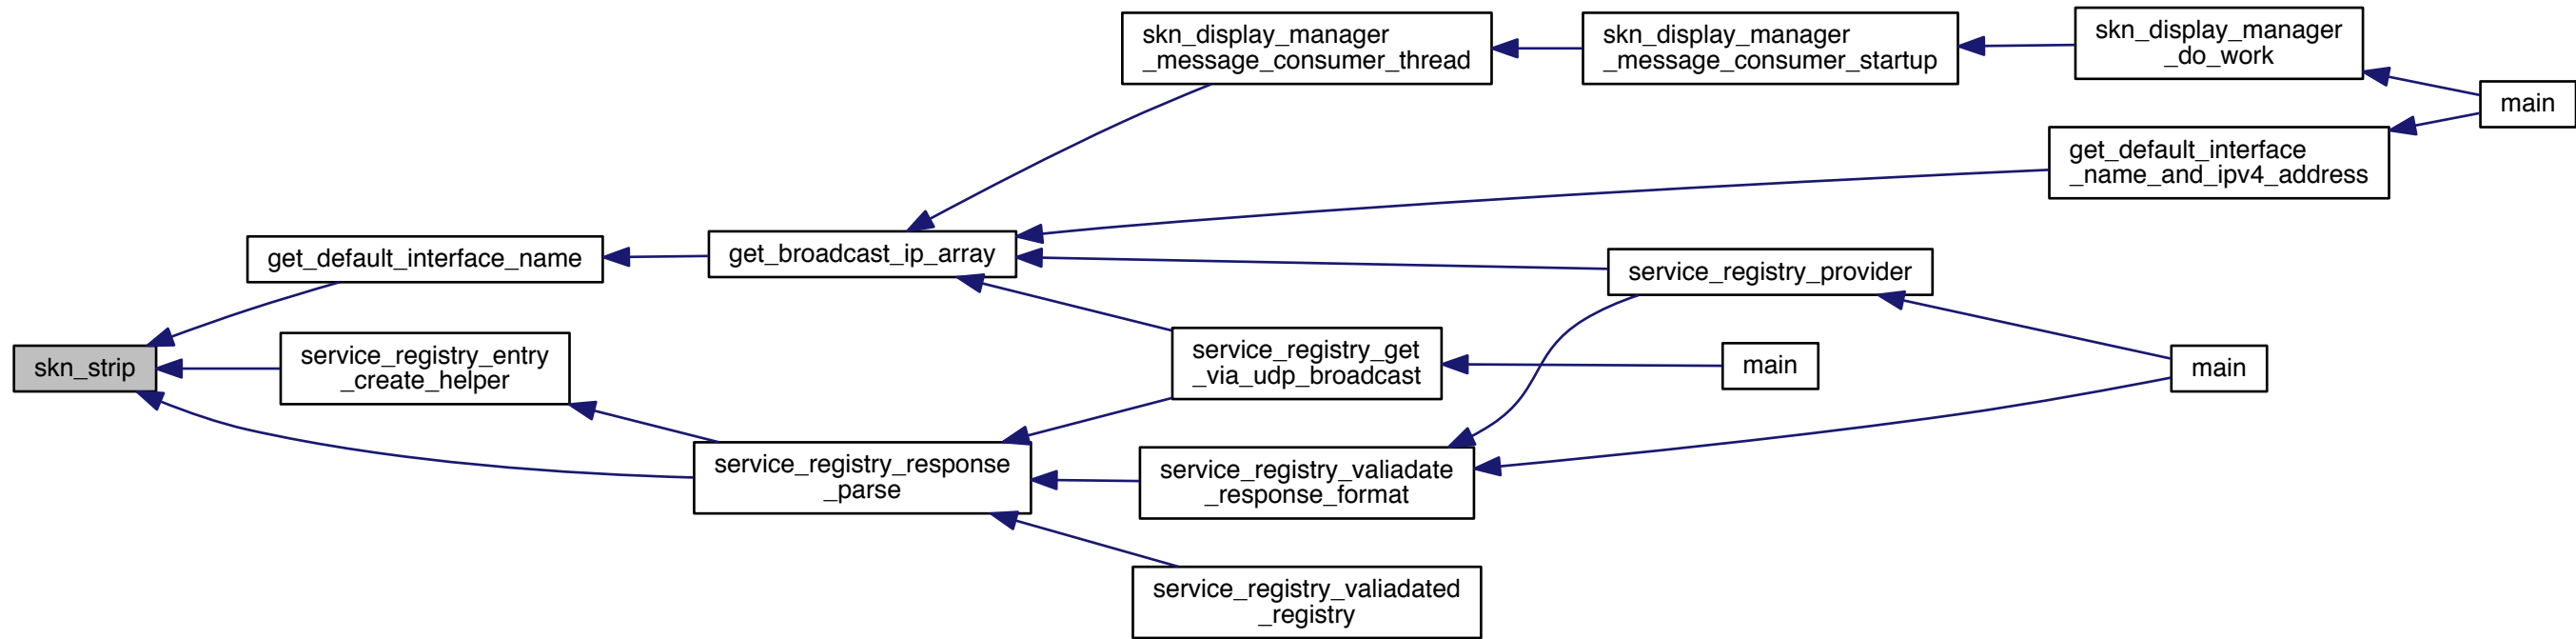 skn_strip
get_default_interface_name
service_registry_entry
_create_helper
get_broadcast_ip_array
service_registry_response
_parse
skn_display_manager
_message_consumer_thread
service_registry_get
_via_udp_broadcast
service_registry_valiadate
_response_format
service_registry_valiadated
_registry
skn_display_manager
_message_consumer_startup
service_registry_provider
main
skn_display_manager
_do_work
get_default_interface
_name_and_ipv4_address
main
main